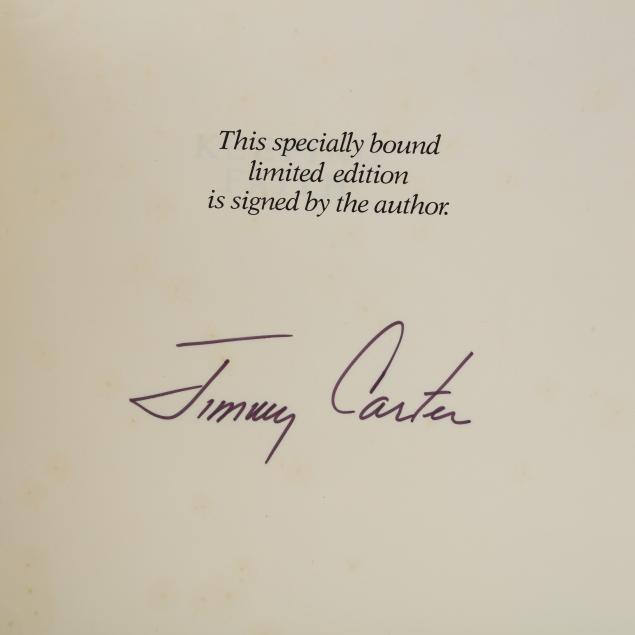 This specially bound
limited edition
is signed by the author.
Jimmy Carter